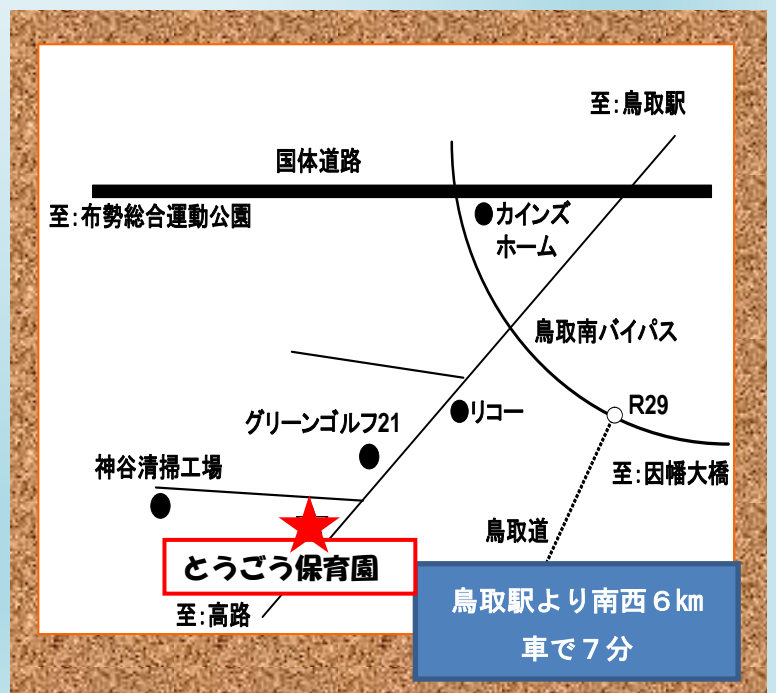 至:鳥取駅
国体道路
至:布勢総合運動公園
カインズ
ホーム
鳥取南バイパス
R29
リコー
グリーンゴルフ21
神谷清掃工場
至:因幡大橋
鳥取道
とうごう保育園
至:高路
鳥取駅より南西６㎞
車で７分